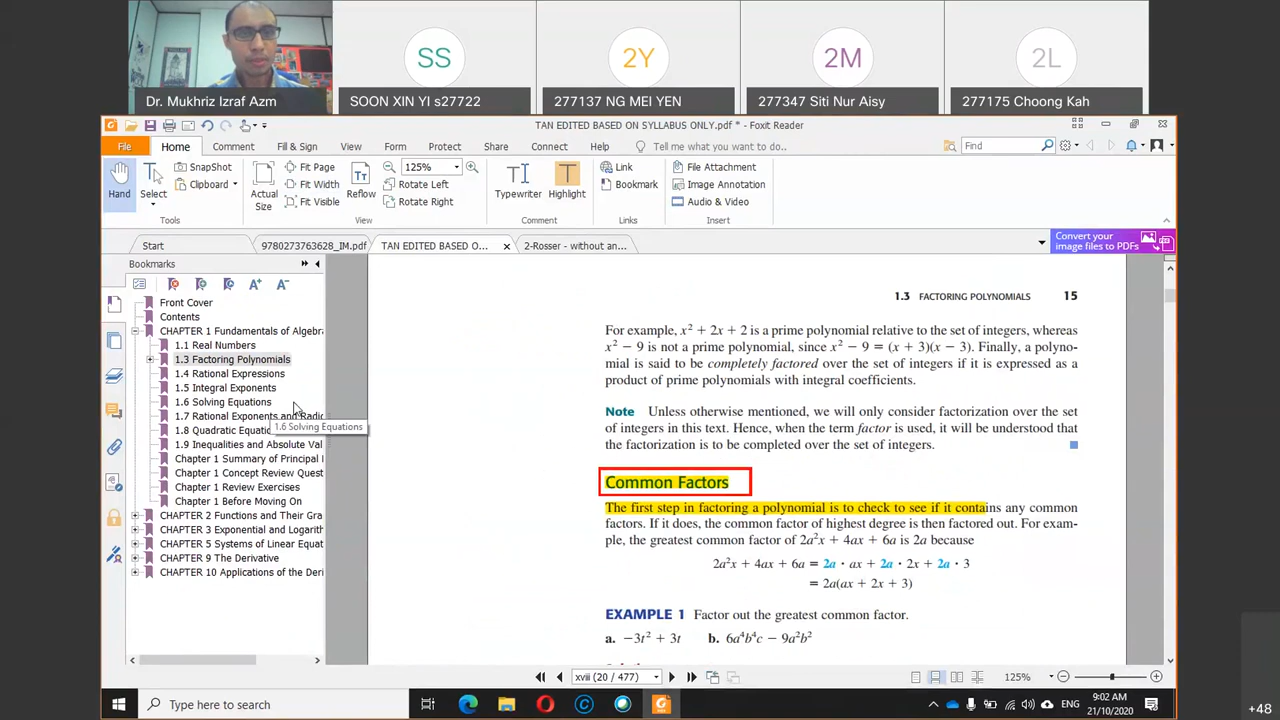 SS
2Y
2M
2L
Dr. Mukhriz Izraf Azm
SOON XIN YI s27722
277137 NG MEI YEN
277347 Siti Nur Aisy
277175 Choong Kah
TAN EDITED BASED ON SYLLABUS ONLY.pdf * - Foxit Reader
File Home Comment Fill & Sign View Form Protect Share Connect Help Tell me what you do want to do... Find
Hand
Select
SnapShot
Clipboard
Tools
Actual Size
Fit Page
Fit Width
Fit Visible
Reflow
125%
Rotate Left
Rotate Right
View
Typewriter
Highlight
Comment
Link
Bookmark
Links
File Attachment
Image Annotation
Audio & Video
Insert
Start
9780273763628_IM.pdf
TAN EDITED BASED O...
2-Rosser - without an...
Convert your
image files to PDFs
Bookmarks
Front Cover
Contents
CHAPTER 1 Fundamentals of Algebra
1.1 Real Numbers
1.3 Factoring Polynomials
1.4 Rational Expressions
1.5 Integral Exponents
1.6 Solving Equations
1.7 Rational Exponents and Radic
1.6 Solving Equations
1.8 Quadratic Equatio
1.9 Inequalities and Absolute Val
Chapter 1 Summary of Principal
Chapter 1 Concept Review Quest
Chapter 1 Review Exercises
Chapter 1 Before Moving On
CHAPTER 2 Functions and Their Gra
CHAPTER 3 Exponential and Logarith
CHAPTER 5 Systems of Linear Equat
CHAPTER 9 The Derivative
CHAPTER 10 Applications of the Deri
1.3 FACTORING POLYNOMIALS 15
For example, x² + 2x + 2 is a prime polynomial relative to the set of integers, whereas
x² − 9 is not a prime polynomial, since x² − 9 = (x + 3)(x − 3). Finally, a polyno-
mial is said to be completely factored over the set of integers if it is expressed as a
product of prime polynomials with integral coefficients.
Note Unless otherwise mentioned, we will only consider factorization over the set
of integers in this text. Hence, when the term factor is used, it will be understood that
the factorization is to be completed over the set of integers.
Common Factors
The first step in factoring a polynomial is to check to see if it contains any common
factors. If it does, the common factor of highest degree is then factored out. For exam-
ple, the greatest common factor of 2a²x + 4ax + 6a is 2a because
2a²x + 4ax + 6a = 2a · ax + 2a · 2x + 2a · 3
= 2a(ax + 2x + 3)
EXAMPLE 1 Factor out the greatest common factor.
a. −3t² + 3t b. 6a⁴b⁴c − 9a²b²
xviii (20 / 477)
125%
Type here to search
ENG
9:02 AM
21/10/2020
+48